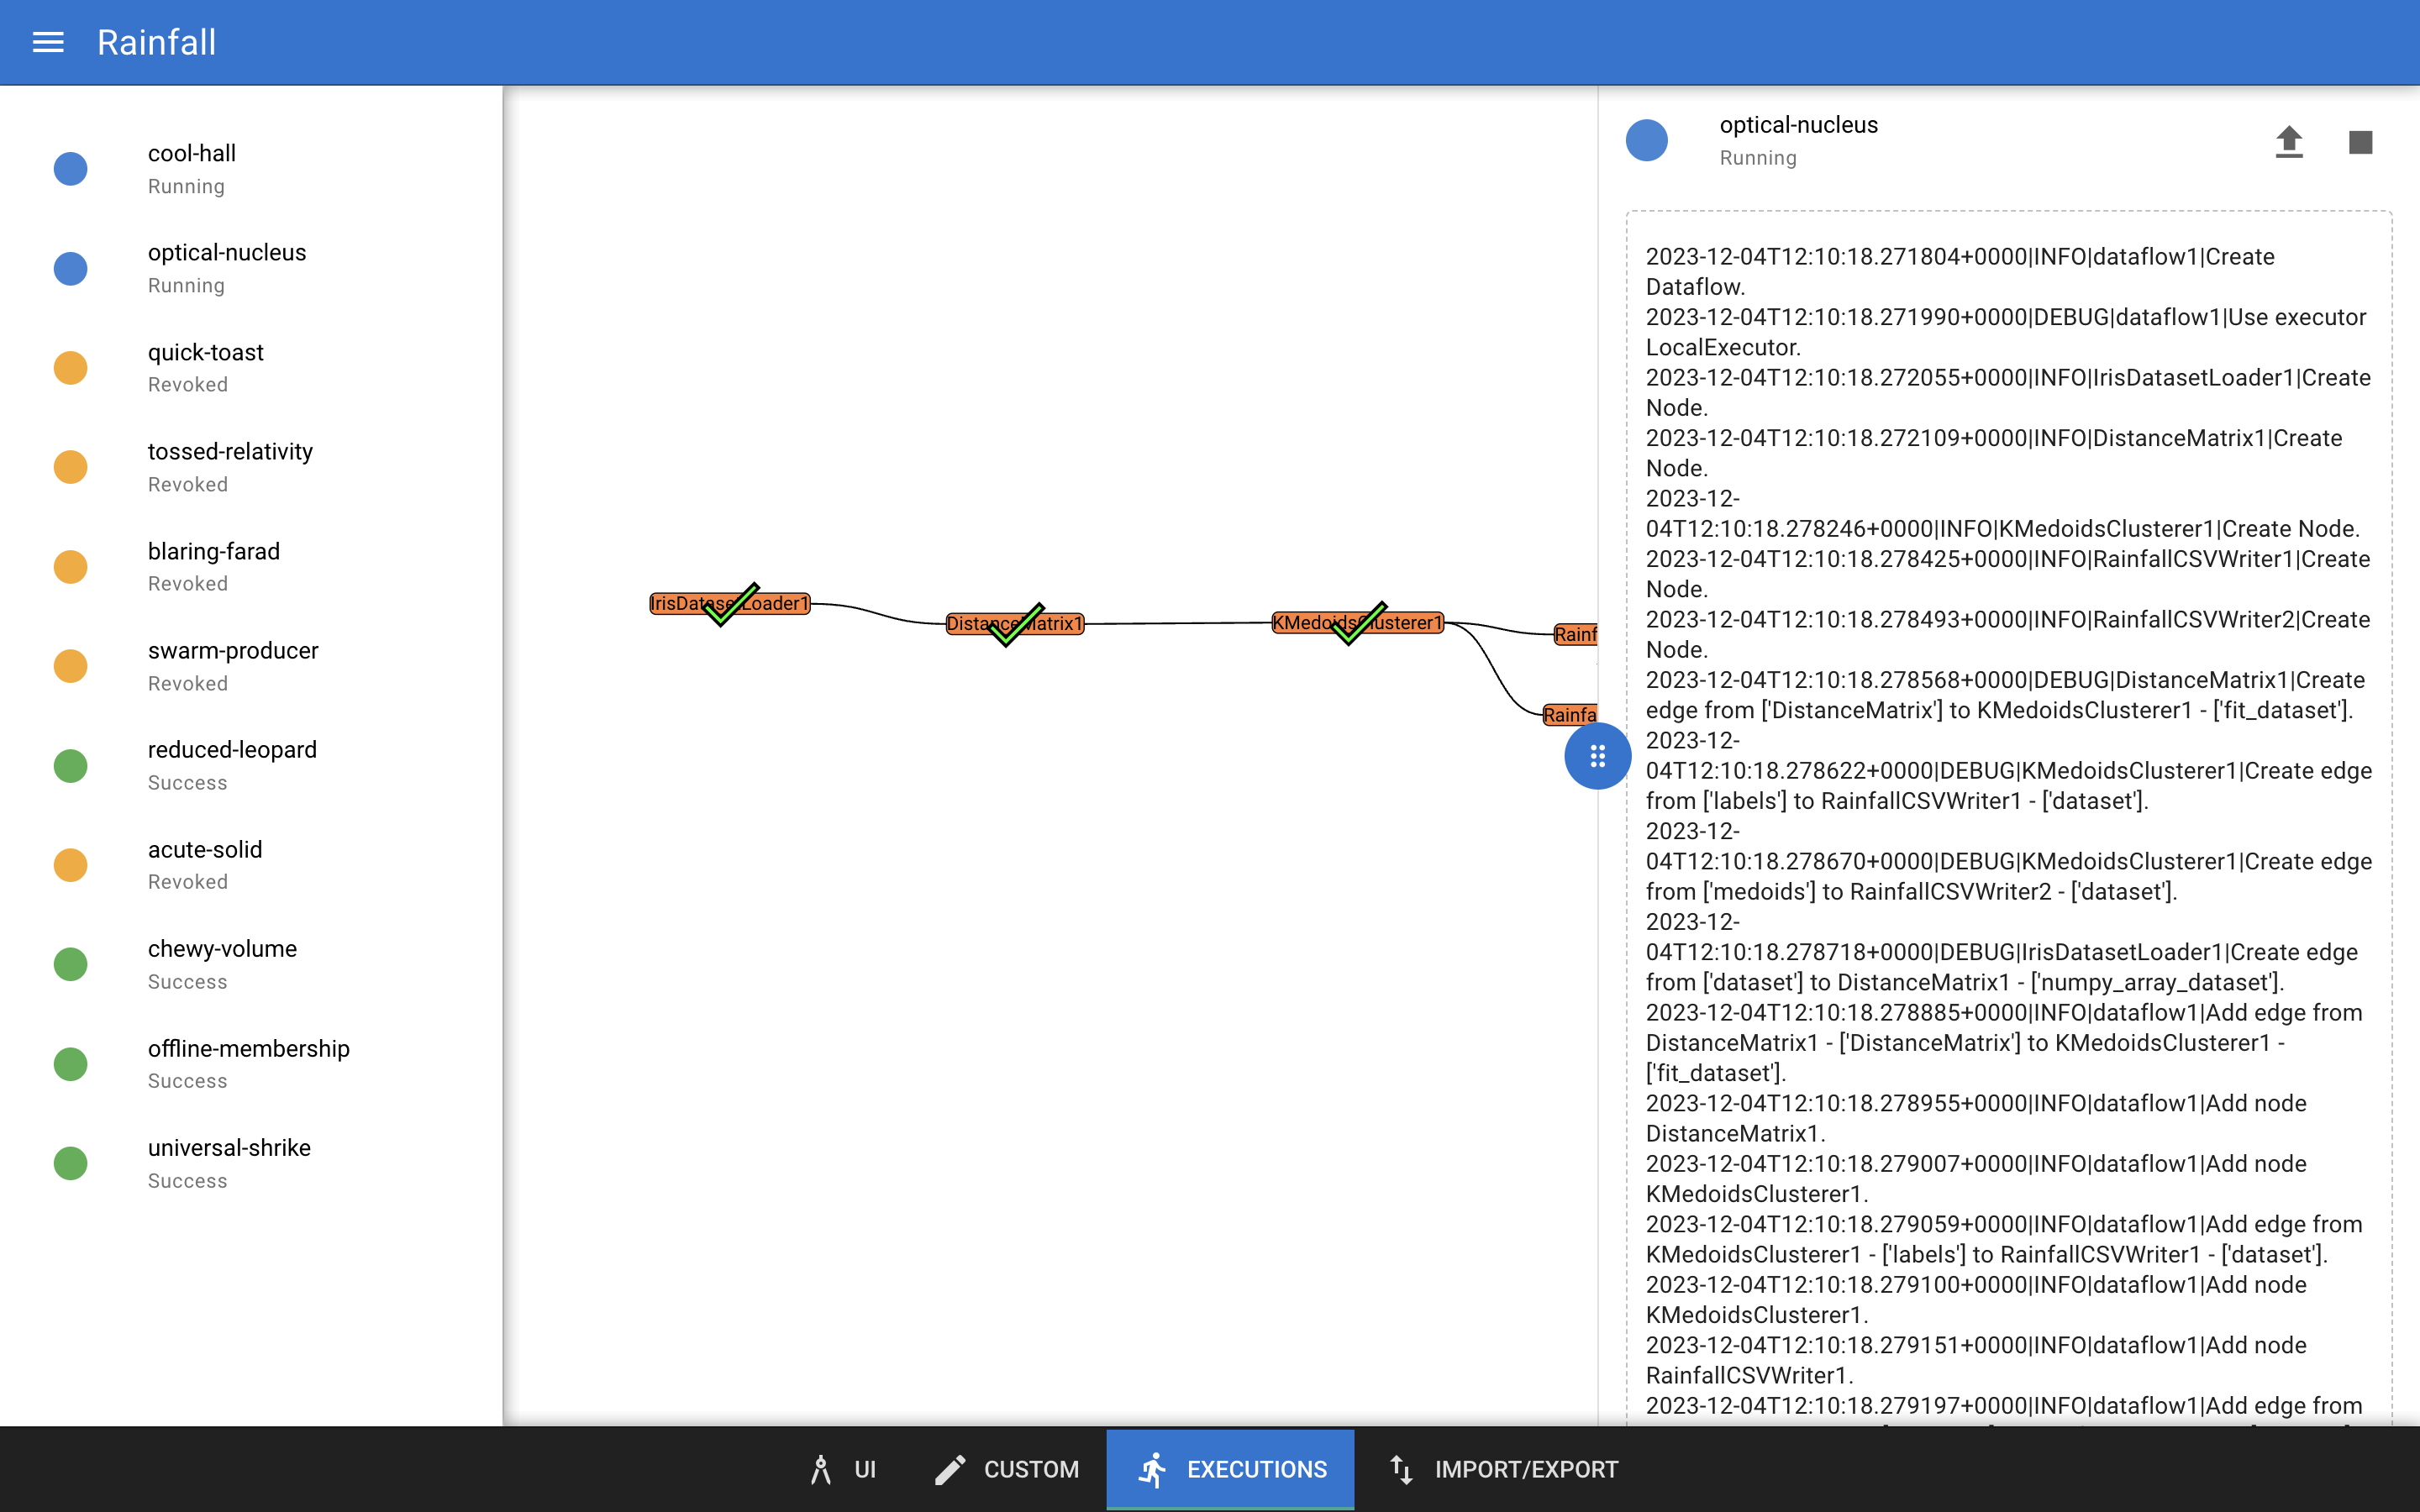 Rainfall
cool-hall
Running
optical-nucleus
Running
quick-toast
Revoked
tossed-relativity
Revoked
blaring-farad
Revoked
swarm-producer
Revoked
reduced-leopard
Success
acute-solid
Revoked
chewy-volume
Success
offline-membership
Success
universal-shrike
Success
IrisDatasetLoader1
DistanceMatrix1
KMedoidsClusterer1
Rainf
Rainfa
optical-nucleus
Running
2023-12-04T12:10:18.271804+0000|INFO|dataflow1|Create
Dataflow.
2023-12-04T12:10:18.271990+0000|DEBUG|dataflow1|Use executor
LocalExecutor.
2023-12-04T12:10:18.272055+0000|INFO|IrisDatasetLoader1|Create
Node.
2023-12-04T12:10:18.272109+0000|INFO|DistanceMatrix1|Create
Node.
2023-12-
04T12:10:18.278246+0000|INFO|KMedoidsClusterer1|Create Node.
2023-12-04T12:10:18.278425+0000|INFO|RainfallCSVWriter1|Create
Node.
2023-12-04T12:10:18.278493+0000|INFO|RainfallCSVWriter2|Create
Node.
2023-12-04T12:10:18.278568+0000|DEBUG|DistanceMatrix1|Create
edge from ['DistanceMatrix'] to KMedoidsClusterer1 - ['fit_dataset'].
2023-12-
04T12:10:18.278622+0000|DEBUG|KMedoidsClusterer1|Create edge
from ['labels'] to RainfallCSVWriter1 - ['dataset'].
2023-12-
04T12:10:18.278670+0000|DEBUG|KMedoidsClusterer1|Create edge
from ['medoids'] to RainfallCSVWriter2 - ['dataset'].
2023-12-
04T12:10:18.278718+0000|DEBUG|IrisDatasetLoader1|Create edge
from ['dataset'] to DistanceMatrix1 - ['numpy_array_dataset'].
2023-12-04T12:10:18.278885+0000|INFO|dataflow1|Add edge from
DistanceMatrix1 - ['DistanceMatrix'] to KMedoidsClusterer1 -
['fit_dataset'].
2023-12-04T12:10:18.278955+0000|INFO|dataflow1|Add node
DistanceMatrix1.
2023-12-04T12:10:18.279007+0000|INFO|dataflow1|Add node
KMedoidsClusterer1.
2023-12-04T12:10:18.279059+0000|INFO|dataflow1|Add edge from
KMedoidsClusterer1 - ['labels'] to RainfallCSVWriter1 - ['dataset'].
2023-12-04T12:10:18.279100+0000|INFO|dataflow1|Add node
KMedoidsClusterer1.
2023-12-04T12:10:18.279151+0000|INFO|dataflow1|Add node
RainfallCSVWriter1.
2023-12-04T12:10:18.279197+0000|INFO|dataflow1|Add edge from
UI
CUSTOM
EXECUTIONS
IMPORT/EXPORT